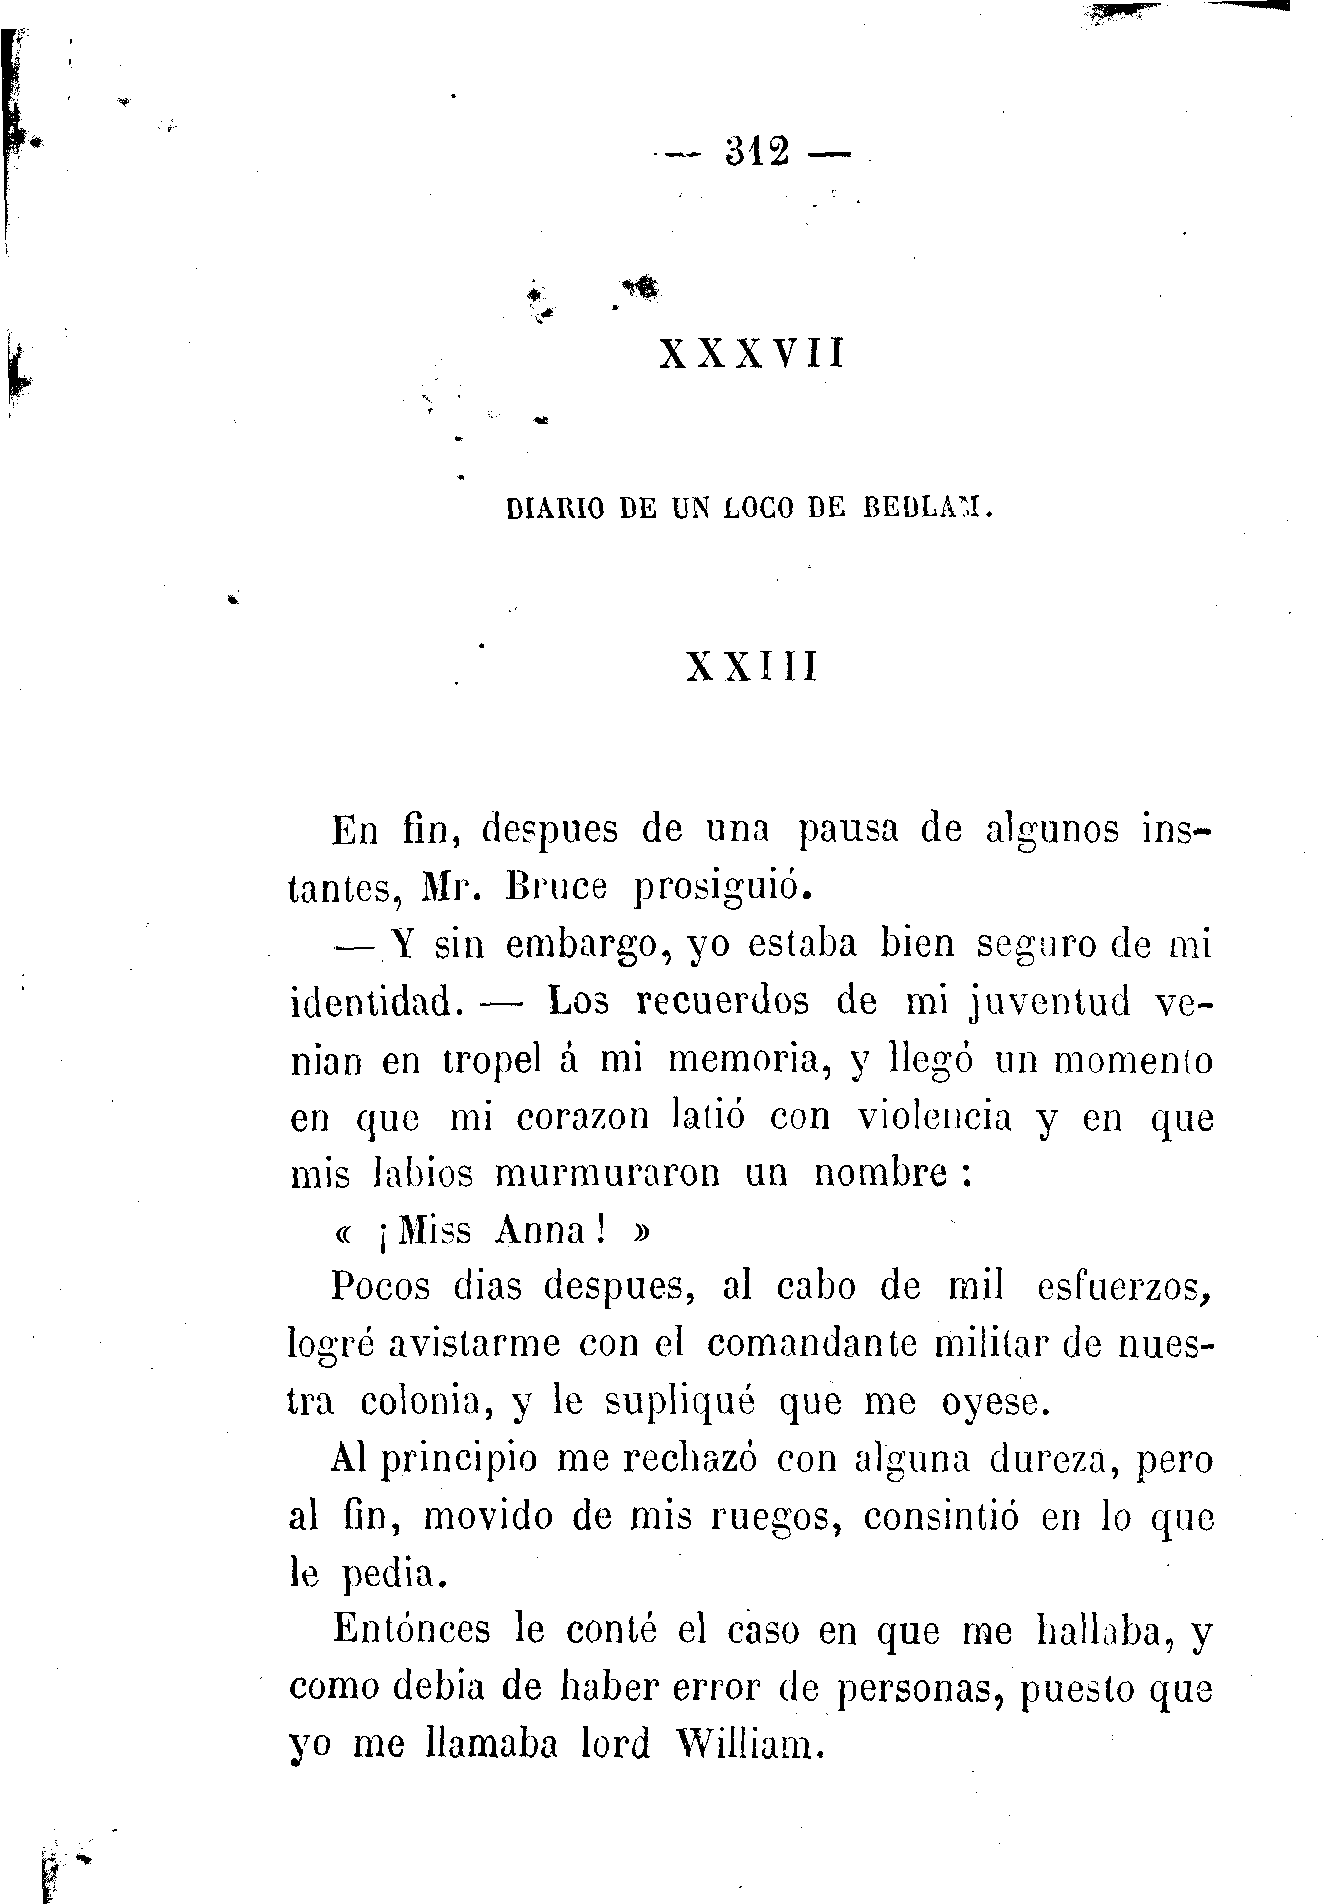 — 312 —
XXXVII
DIARIO DE UN LOCO DE BEDLAM.
XXIII
En fin, despues de una pausa de algunos ins-
tantes, Mr. Bruce prosiguió.
— Y sin embargo, yo estaba bien seguro de mi
identidad. — Los recuerdos de mi juventud ve-
nian en tropel á mi memoria, y llegó un momento
en que mi corazon latió con violencia y en que
mis labios murmuraron un nombre :
« ¡Miss Anna! »
Pocos dias despues, al cabo de mil esfuerzos,
logré avistarme con el comandante militar de nues-
tra colonia, y le supliqué que me oyese.
Al principio me rechazó con alguna dureza, pero
al fin, movido de mis ruegos, consintió en lo que
le pedia.
Entónces le conté el caso en que me hallaba, y
como debia de haber error de personas, puesto que
yo me llamaba lord William.